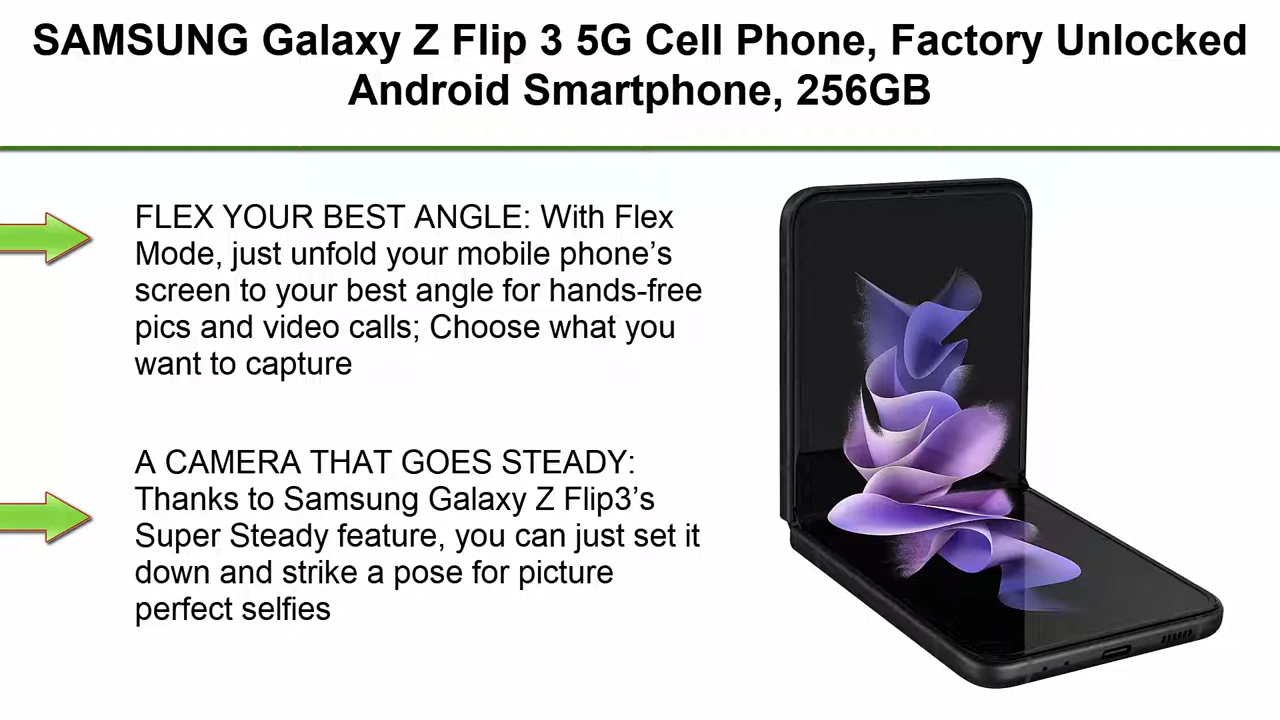 SAMSUNG Galaxy Z Flip 3 5G Cell Phone, Factory Unlocked
Android Smartphone, 256GB
FLEX YOUR BEST ANGLE: With Flex
Mode, just unfold your mobile phone’s
screen to your best angle for hands-free
pics and video calls; Choose what you
want to capture
A CAMERA THAT GOES STEADY:
Thanks to Samsung Galaxy Z Flip3’s
Super Steady feature, you can just set it
down and strike a pose for picture
perfect selfies